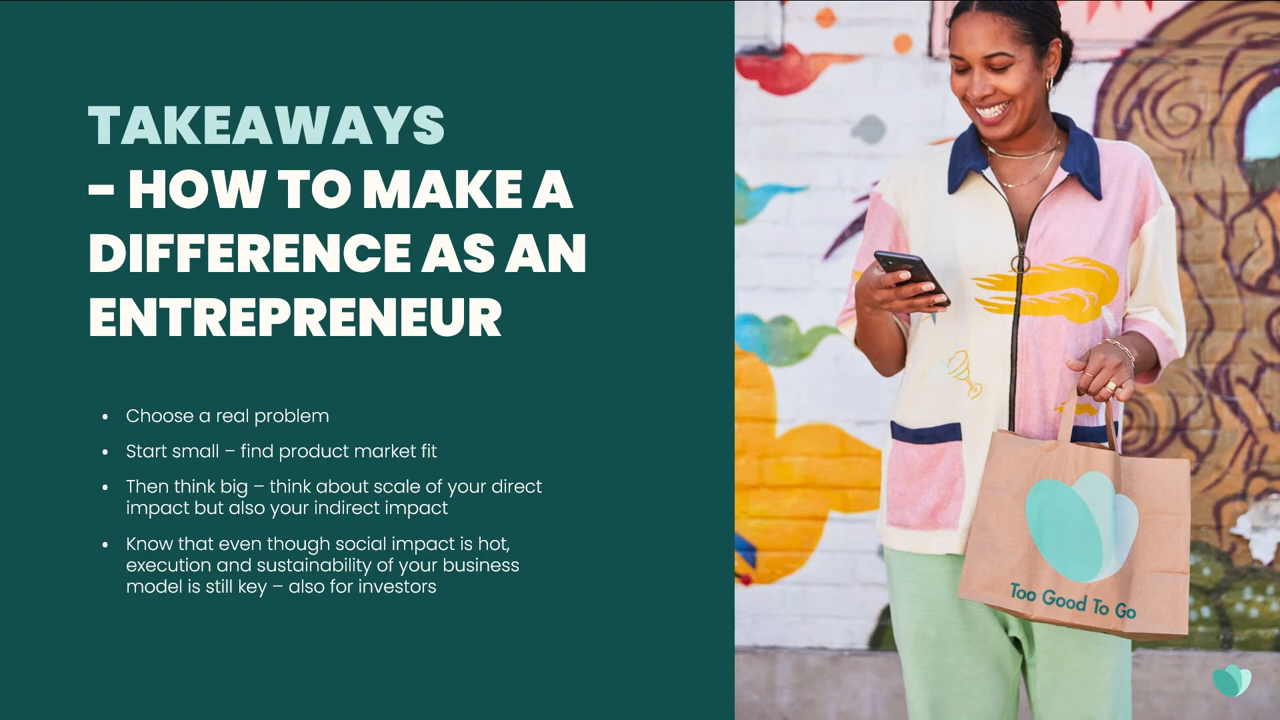 TAKEAWAYS
– HOW TO MAKE A
DIFFERENCE AS AN
ENTREPRENEUR
• Choose a real problem
• Start small – find product market fit
• Then think big – think about scale of your direct
impact but also your indirect impact
• Know that even though social impact is hot,
execution and sustainability of your business
model is still key – also for investors
Too Good To Go